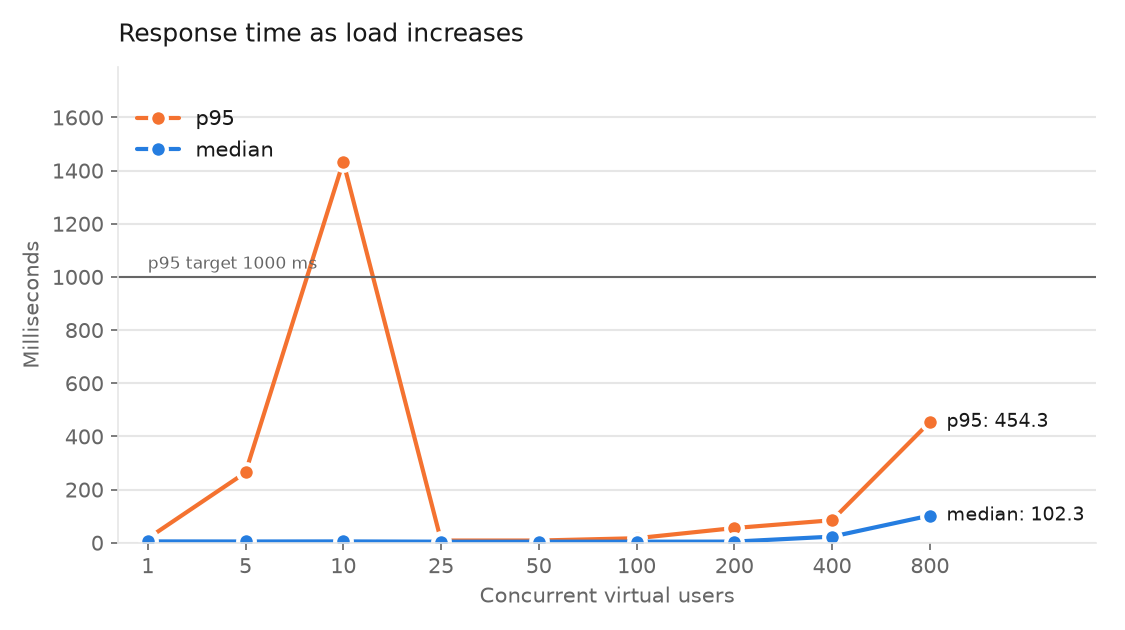 Response time as load increases
p95
median
p95 target 1000 ms
1600
1400
1200
1000
800
600
400
200
0
Milliseconds
p95: 454.3
median: 102.3
1 5 10 25 50 100 200 400 800
Concurrent virtual users